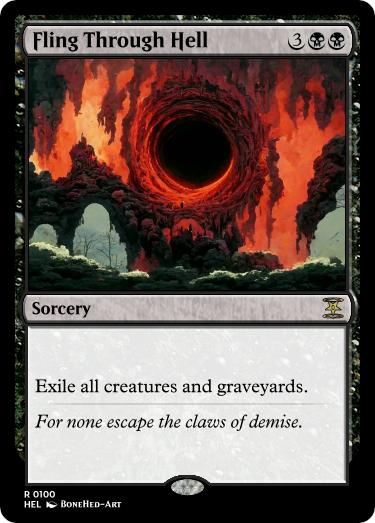 Fling Through Hell 3
Sorcery
Exile all creatures and graveyards.
For none escape the claws of demise.
R 0100
HEL BoneHed-Art